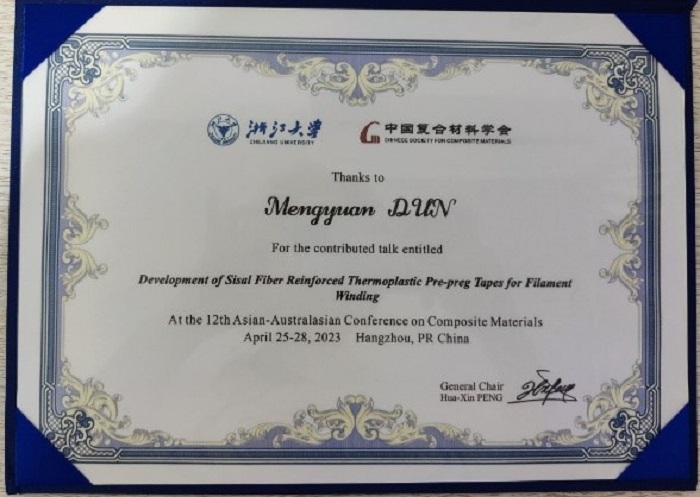 浙江大学
ZHEJIANG UNIVERSITY
中国复合材料学会
CHINESE SOCIETY FOR COMPOSITE MATERIALS
Thanks to
Mengyuan DUN
For the contributed talk entitled
Development of Sisal Fiber Reinforced Thermoplastic Pre-preg Tapes for Filament
Winding
At the 12th Asian-Australasian Conference on Composite Materials
April 25-28, 2023 Hangzhou, PR China
General Chair
Hua-Xin PENG